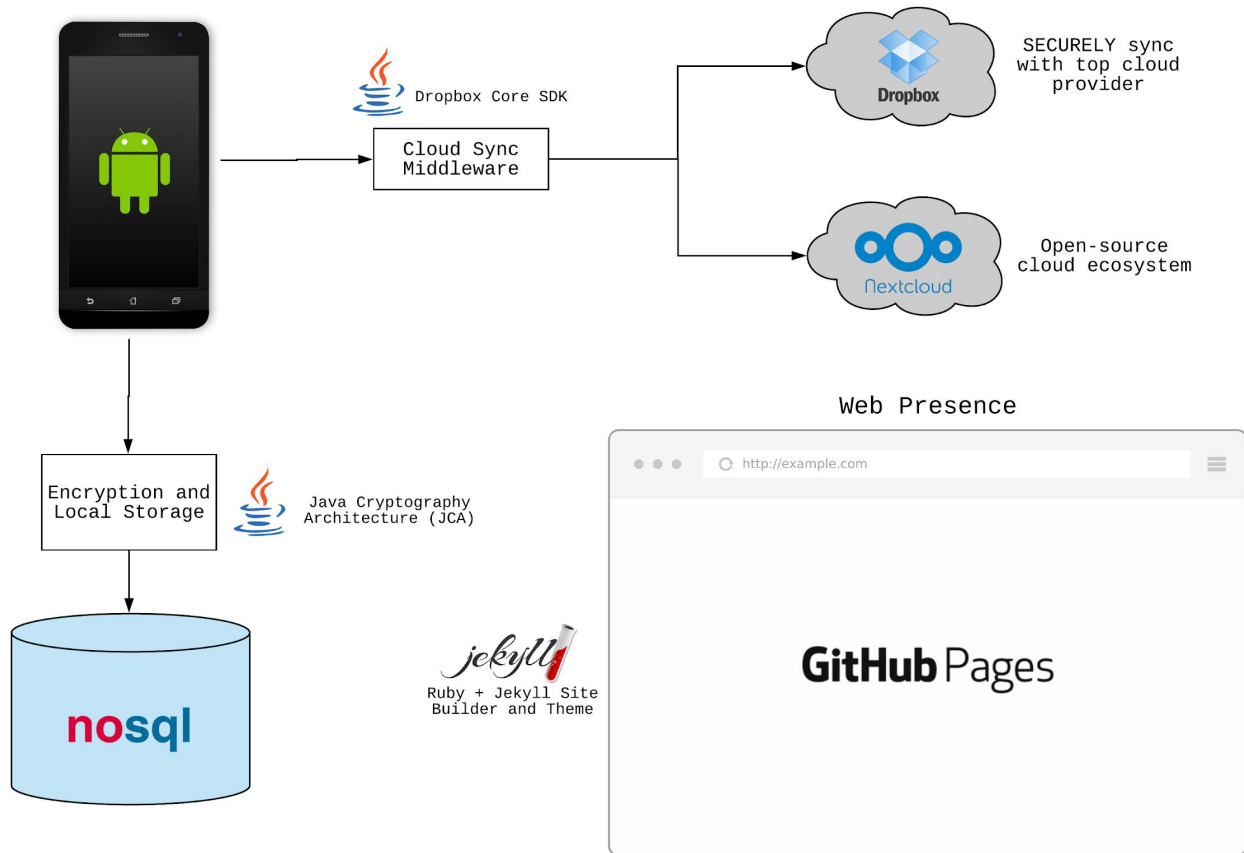 Dropbox Core SDK
Cloud Sync
Middleware
Dropbox
SECURELY sync
with top cloud
provider
Nextcloud
Open-source
cloud ecosystem
Encryption and
Local Storage
Java Cryptography
Architecture (JCA)
nosql
jekyll
Ruby + Jekyll Site
Builder and Theme
Web Presence
http://example.com
GitHub Pages